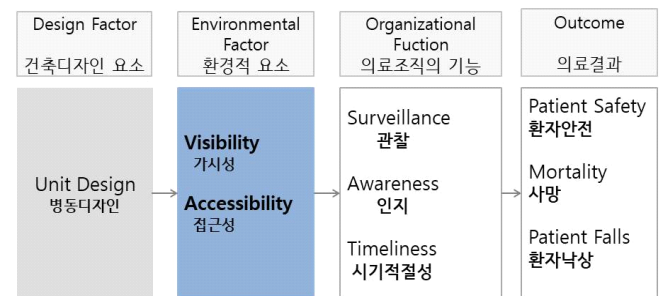 Design Factor
건축디자인 요소
Environmental
Factor
환경적 요소
Organizational
Fuction
의료조직의 기능
Outcome
의료결과
Unit Design
병동디자인
Visibility
가시성
Accessibility
접근성
Surveillance
관찰
Awareness
인지
Timeliness
시기적절성
Patient Safety
환자안전
Mortality
사망
Patient Falls
환자낙상